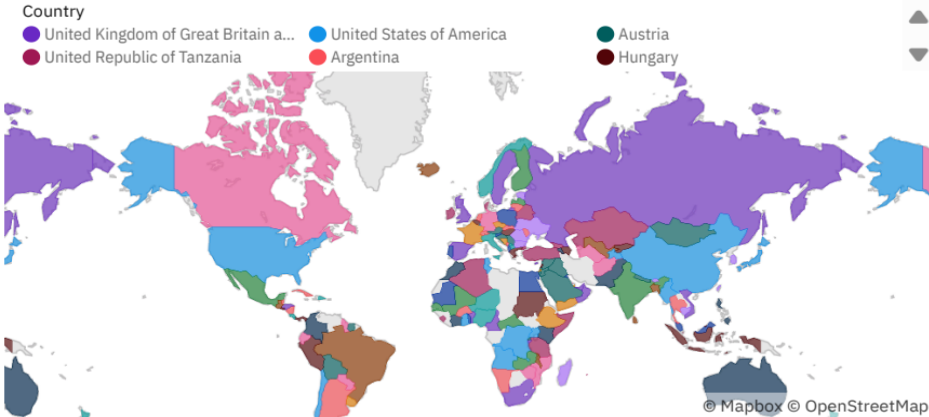 Country
United Kingdom of Great Britain a...
United States of America
Austria
United Republic of Tanzania
Argentina
Hungary
© Mapbox © OpenStreetMap